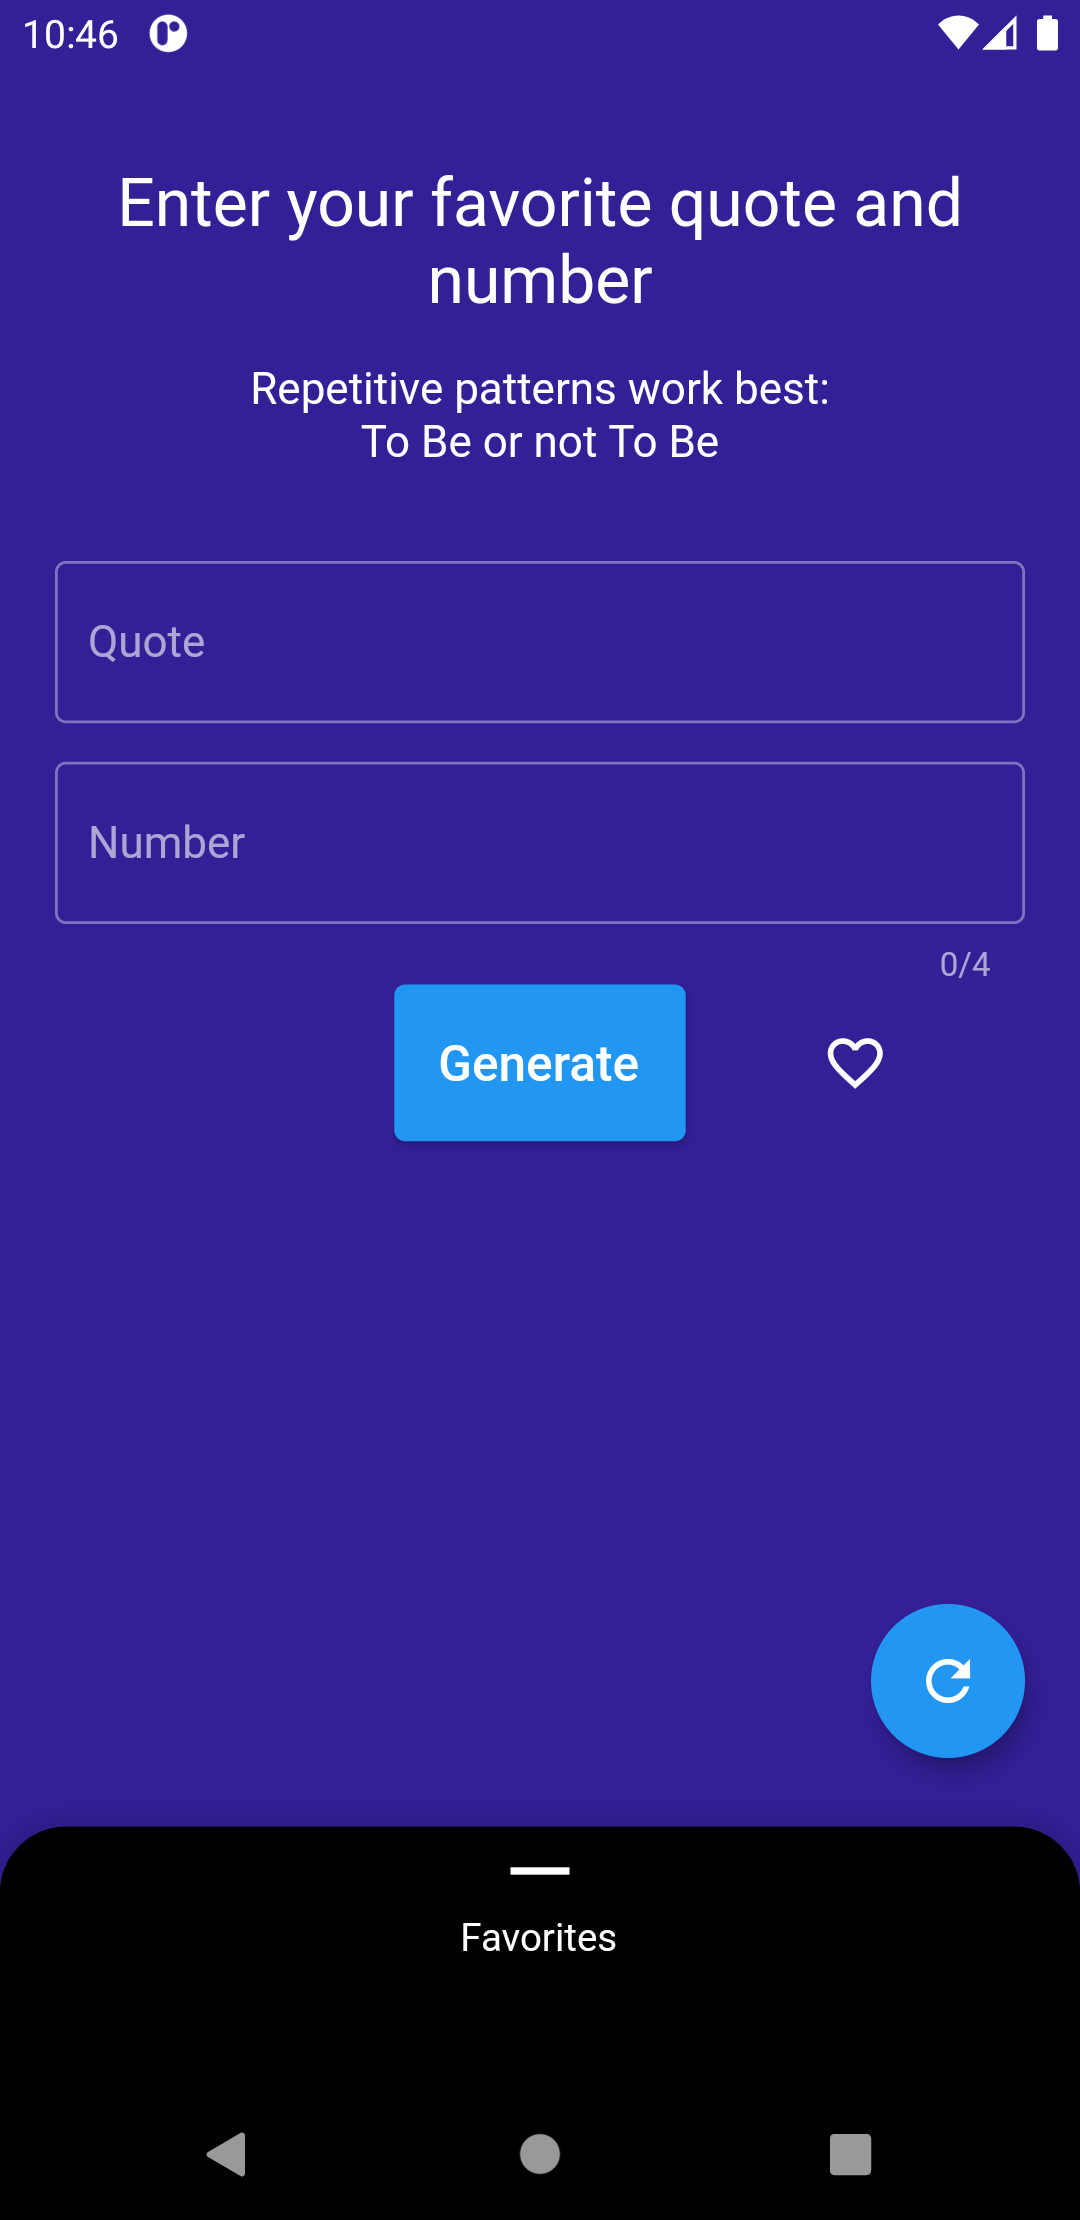 10:46
Enter your favorite quote and
number
Repetitive patterns work best:
To Be or not To Be
Quote
Number
0/4
Generate
Favorites